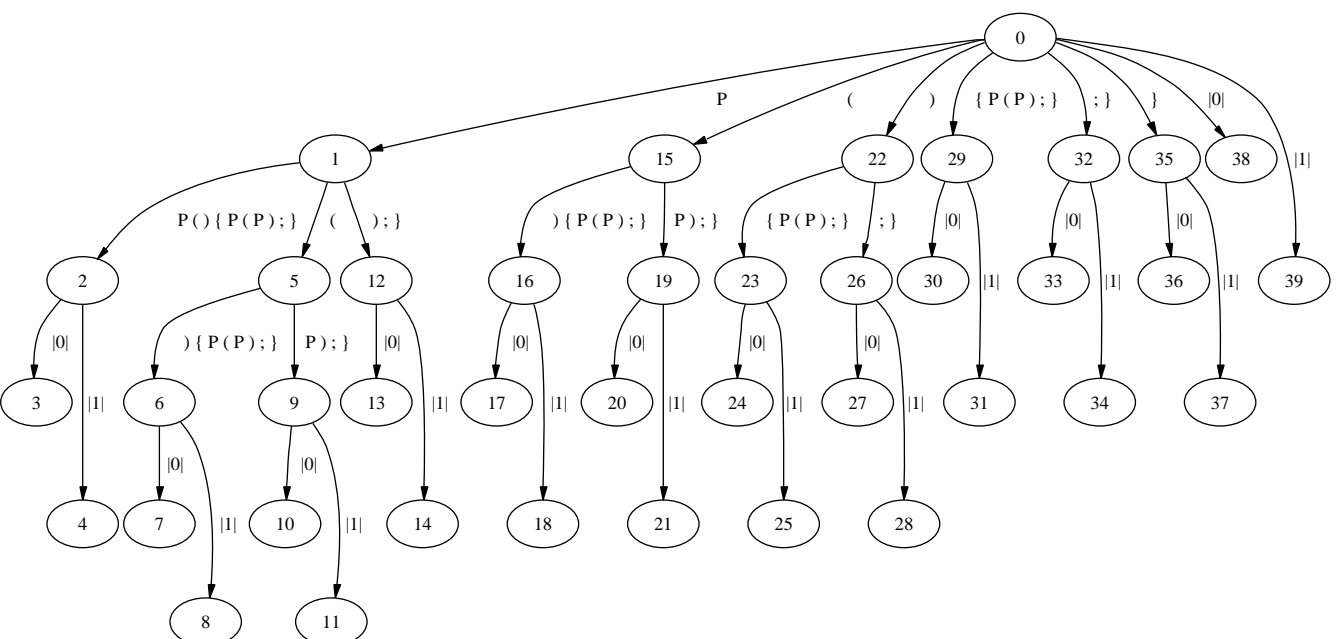 0
P ( ) { P ( P ) ; } ; } } |0| |1|
1 15 22 29 32 35 38
P ( ) { P ( P ) ; } ( ) ; } ) { P ( P ) ; } P ) ; } { P ( P ) ; } ; } |0| |1| |0| |1| |0| |1|
2 5 12 16 19 23 26 30 33 36 39
|0| |1| ) { P ( P ) ; } P ) ; } |0| |1| |0| |1| |0| |1| |0| |1| |0| |1|
3 6 9 13 17 20 24 27 31 34 37
|0| |1| |0| |1|
4 7 10 14 18 21 25 28
8 11